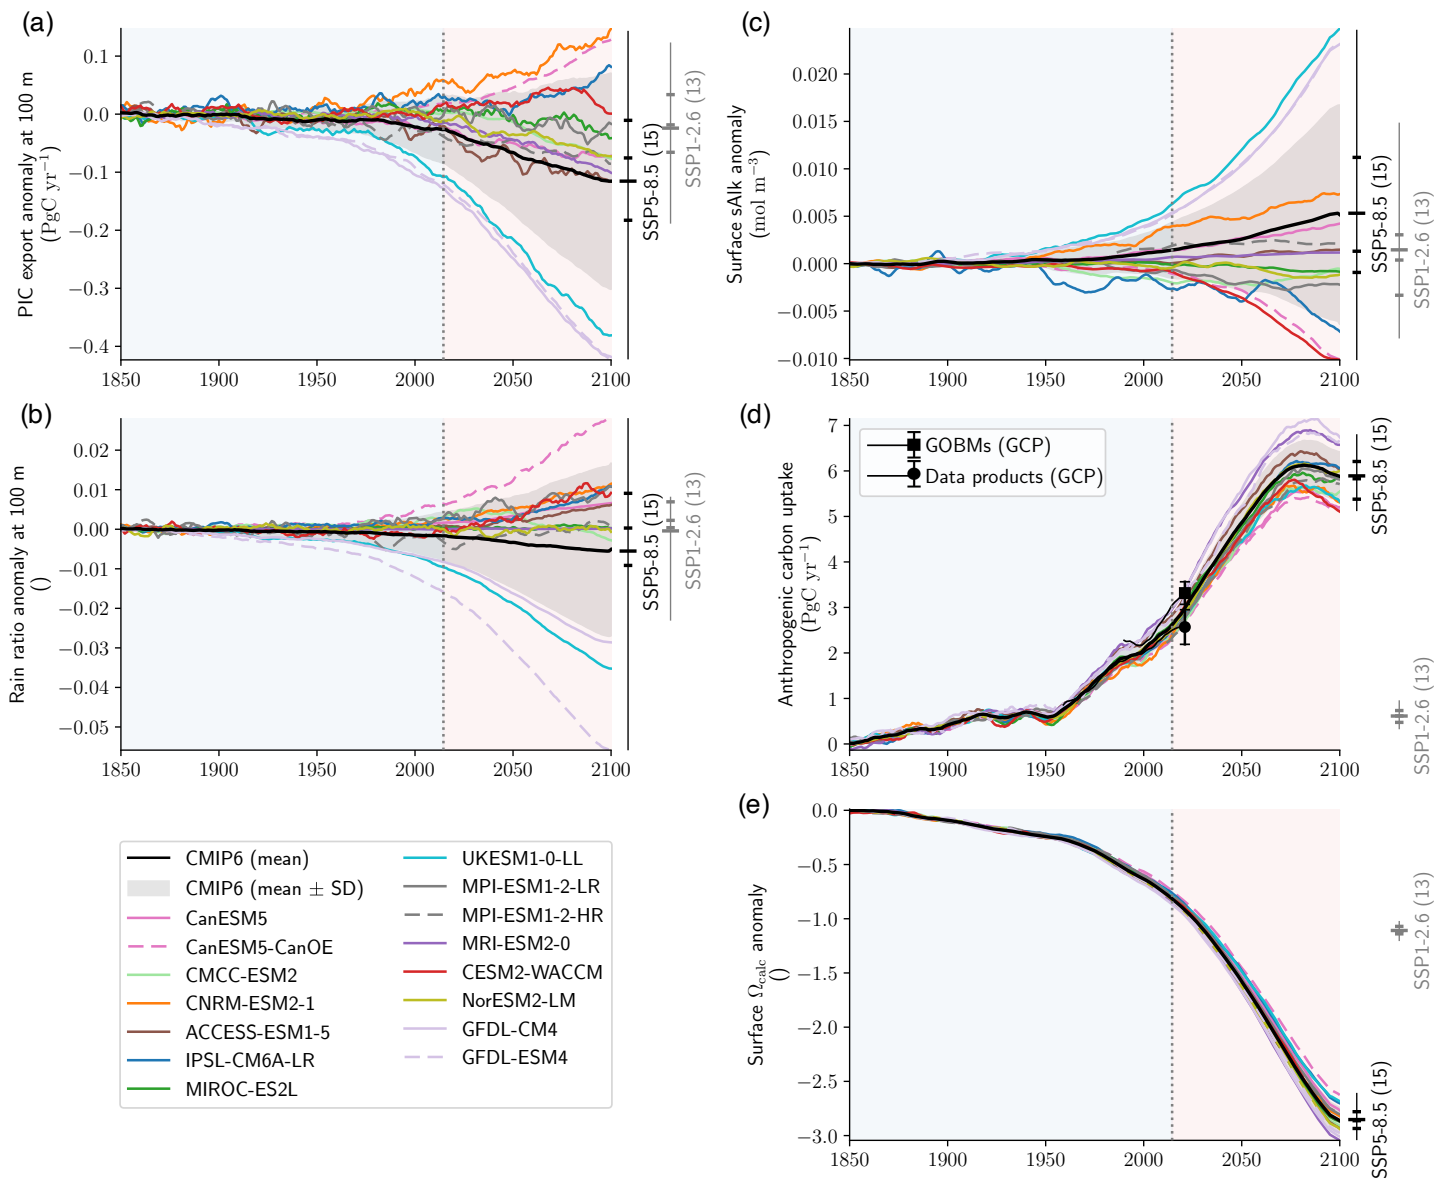 (a)
PIC export anomaly at 100 m
(PgC yr−1)
0.1
0.0
−0.1
−0.2
−0.3
−0.4
1850
1900
1950
2000
2050
2100
SSP5-8.5 (15)
SSP1-2.6 (13)
(c)
Surface sAlk anomaly
(mol m−3)
0.020
0.015
0.010
0.005
0.000
−0.005
−0.010
1850
1900
1950
2000
2050
2100
SSP5-8.5 (15)
SSP1-2.6 (13)
(b)
Rain ratio anomaly at 100 m
()
0.02
0.01
0.00
−0.01
−0.02
−0.03
−0.04
−0.05
1850
1900
1950
2000
2050
2100
SSP5-8.5 (15)
SSP1-2.6 (13)
(d)
Anthropogenic carbon uptake
(PgC yr−1)
7
6
5
4
3
2
1
0
GOBMs (GCP)
Data products (GCP)
1850
1900
1950
2000
2050
2100
SSP5-8.5 (15)
SSP1-2.6 (13)
(e)
Surface Ωcalc anomaly
()
0.0
−0.5
−1.0
−1.5
−2.0
−2.5
−3.0
1850
1900
1950
2000
2050
2100
SSP5-8.5 (15)
SSP1-2.6 (13)
CMIP6 (mean)
CMIP6 (mean ± SD)
CanESM5
CanESM5-CanOE
CMCC-ESM2
CNRM-ESM2-1
ACCESS-ESM1-5
IPSL-CM6A-LR
MIROC-ES2L
UKESM1-0-LL
MPI-ESM1-2-LR
MPI-ESM1-2-HR
MRI-ESM2-0
CESM2-WACCM
NorESM2-LM
GFDL-CM4
GFDL-ESM4